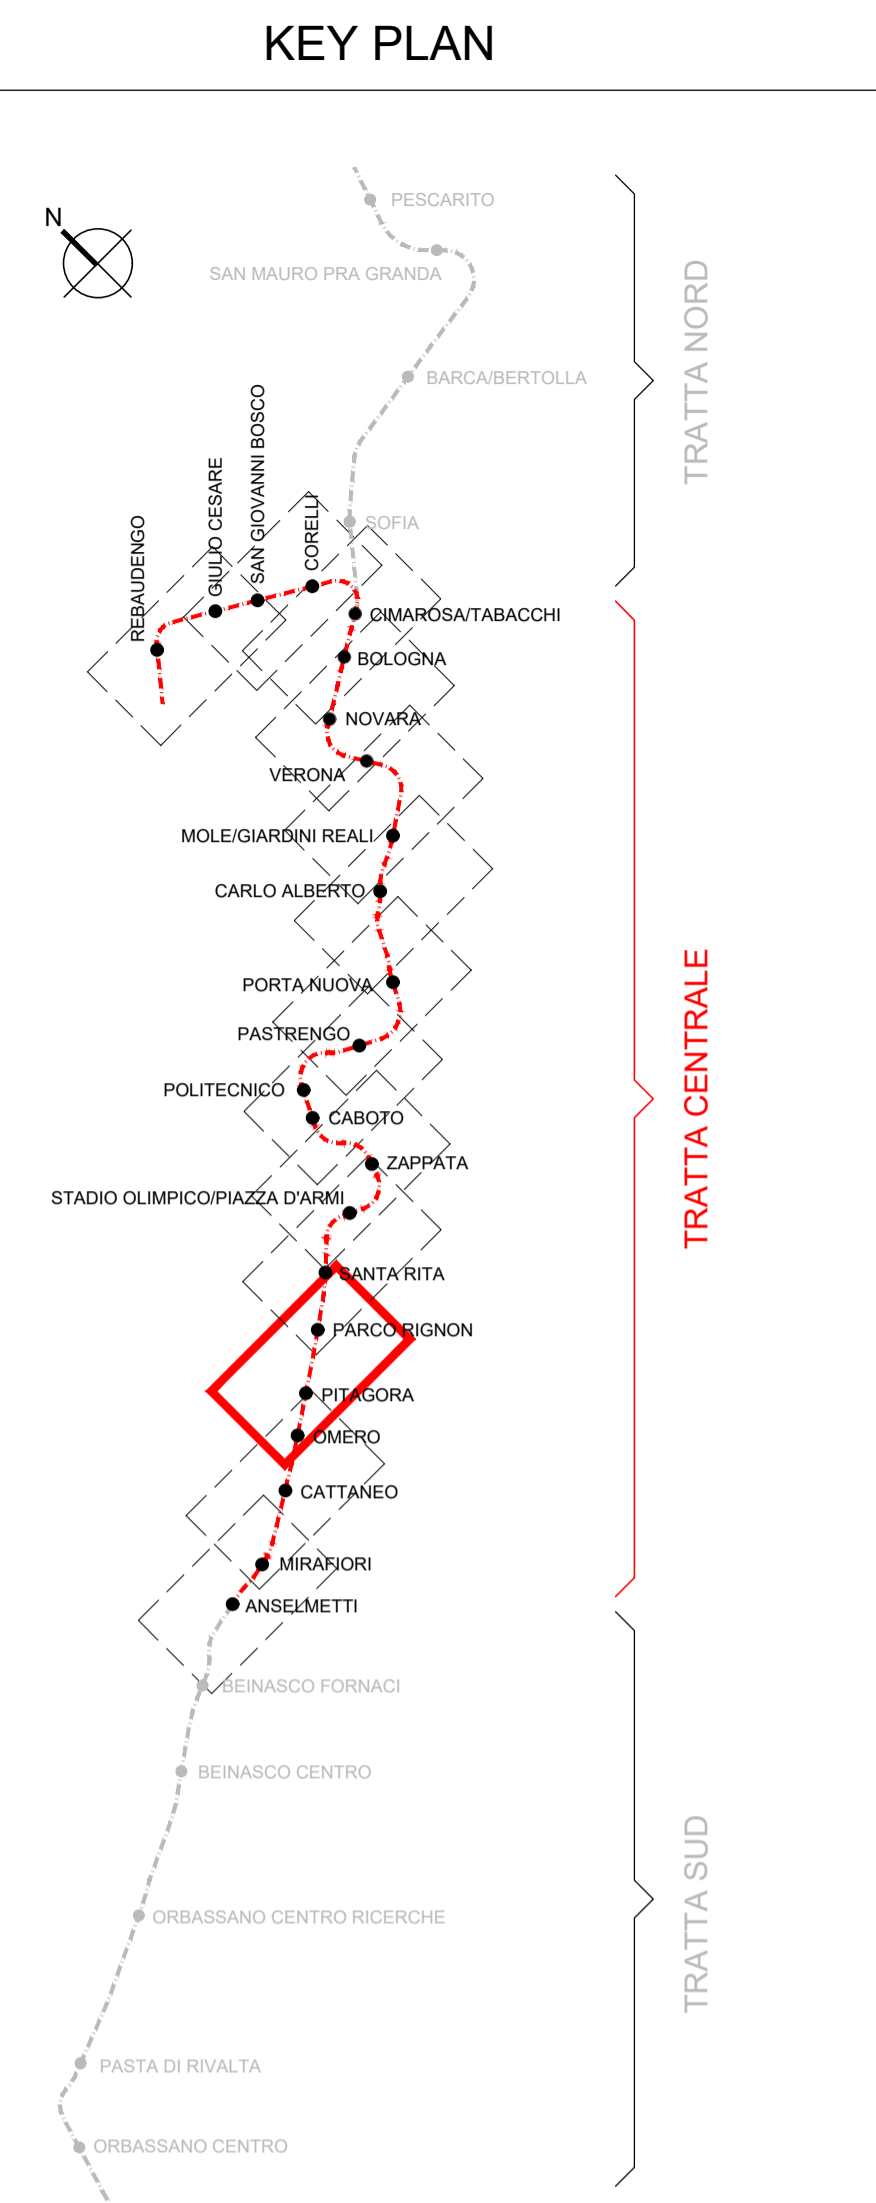 KEY PLAN
N
PESCARITO
SAN MAURO PRA GRANDA
BARCA/BERTOLLA
SOFIA
TRATTA NORD
REBAUDENGO
GIULIO CESARE
SAN GIOVANNI BOSCO
CORELLI
CIMAROSA/TABACCHI
BOLOGNA
NOVARA
VERONA
MOLE/GIARDINI REALI
CARLO ALBERTO
PORTA NUOVA
PASTRENGO
POLITECNICO
CABOTO
ZAPPATA
STADIO OLIMPICO/PIAZZA D'ARMI
SANTA RITA
PARCO RIGNON
PITAGORA
OMERO
CATTANEO
MIRAFIORI
ANSELMETTI
TRATTA CENTRALE
BEINASCO FORNACI
BEINASCO CENTRO
ORBASSANO CENTRO RICERCHE
PASTA DI RIVALTA
ORBASSANO CENTRO
TRATTA SUD